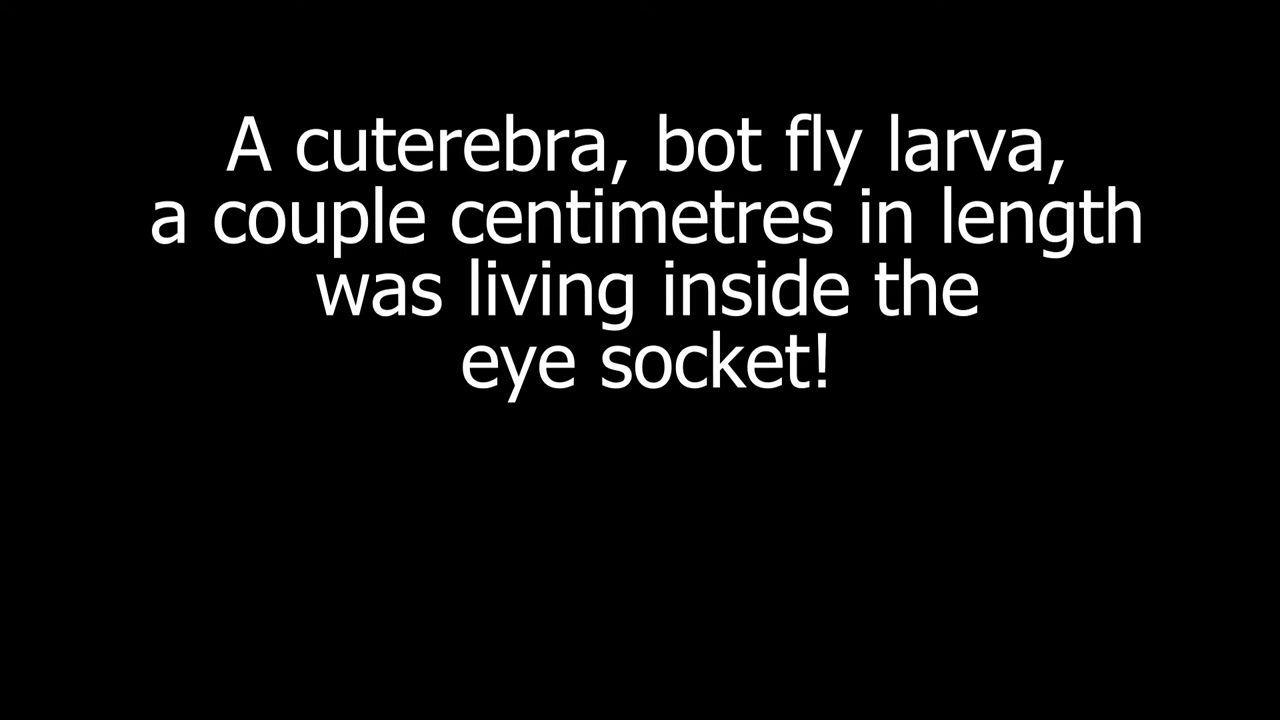 A cuterebra, bot fly larva,
a couple centimetres in length
was living inside the
eye socket!